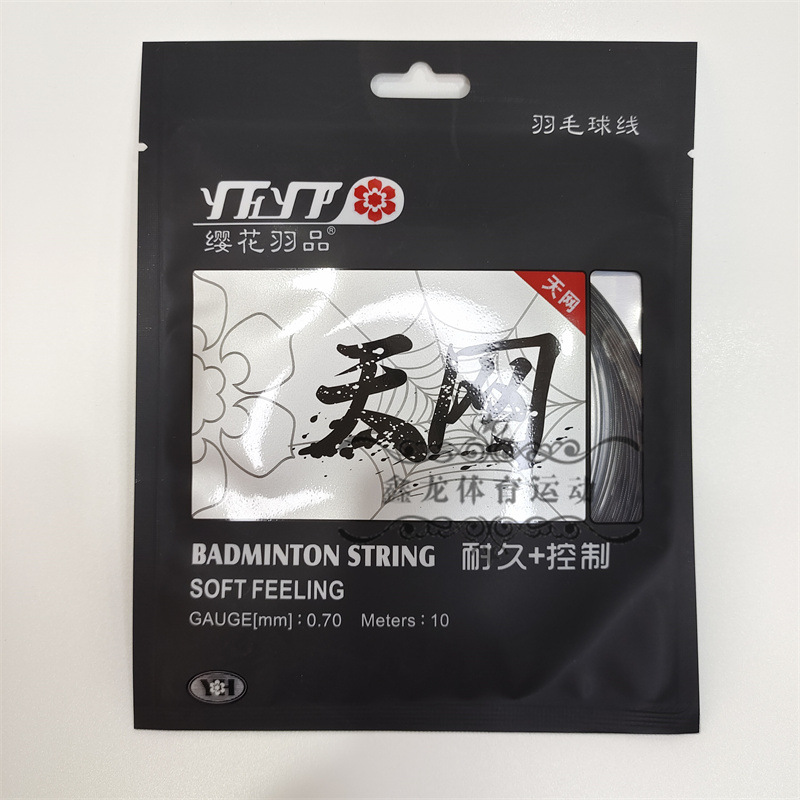 羽毛球线
YHYP
缨花羽品®
天网
天网
鑫龙体育运动
BADMINTON STRING 耐久+控制
SOFT FEELING
GAUGE[mm]:0.70 Meters:10
YH